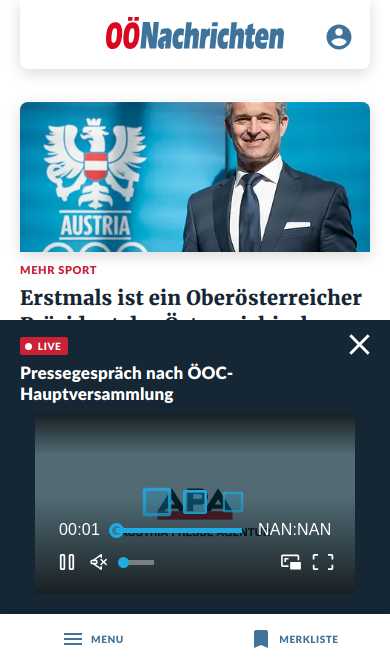 OÖNachrichten
AUSTRIA
MEHR SPORT
Erstmals ist ein Oberösterreicher
LIVE
Pressegespräch nach ÖOC-
Hauptversammlung
APA
AUSTRIA PRESSE AGENTUR
00:01
NAN:NAN
MENU
MERKLISTE